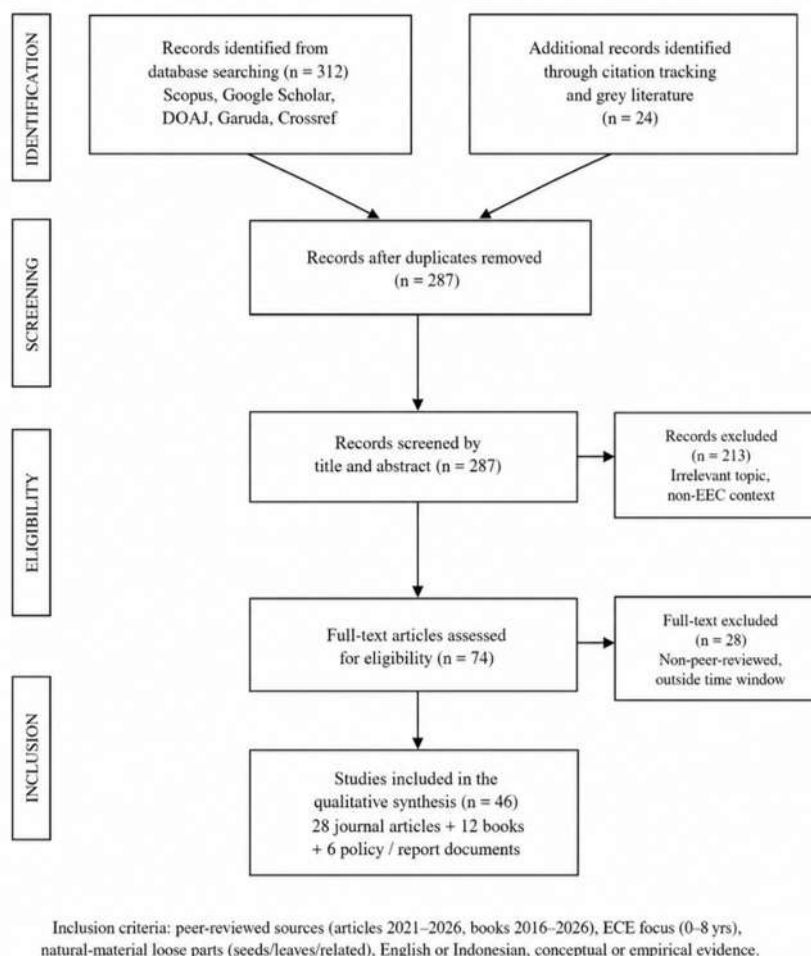 IDENTIFICATION
Records identified from
database searching (n = 312)
Scopus, Google Scholar,
DOAJ, Garuda, Crossref
Additional records identified
through citation tracking
and grey literature
(n = 24)
SCREENING
Records after duplicates removed
(n = 287)
ELIGIBILITY
Records screened by
title and abstract (n = 287)
Records excluded
(n = 213)
Irrelevant topic,
non-EEC context
Full-text articles assessed
for eligibility (n = 74)
Full-text excluded
(n = 28)
Non-peer-reviewed,
outside time window
INCLUSION
Studies included in the
qualitative synthesis (n = 46)
28 journal articles + 12 books
+ 6 policy / report documents
Inclusion criteria: peer-reviewed sources (articles 2021–2026, books 2016–2026), ECE focus (0–8 yrs),
natural-material loose parts (seeds/leaves/related), English or Indonesian, conceptual or empirical evidence.